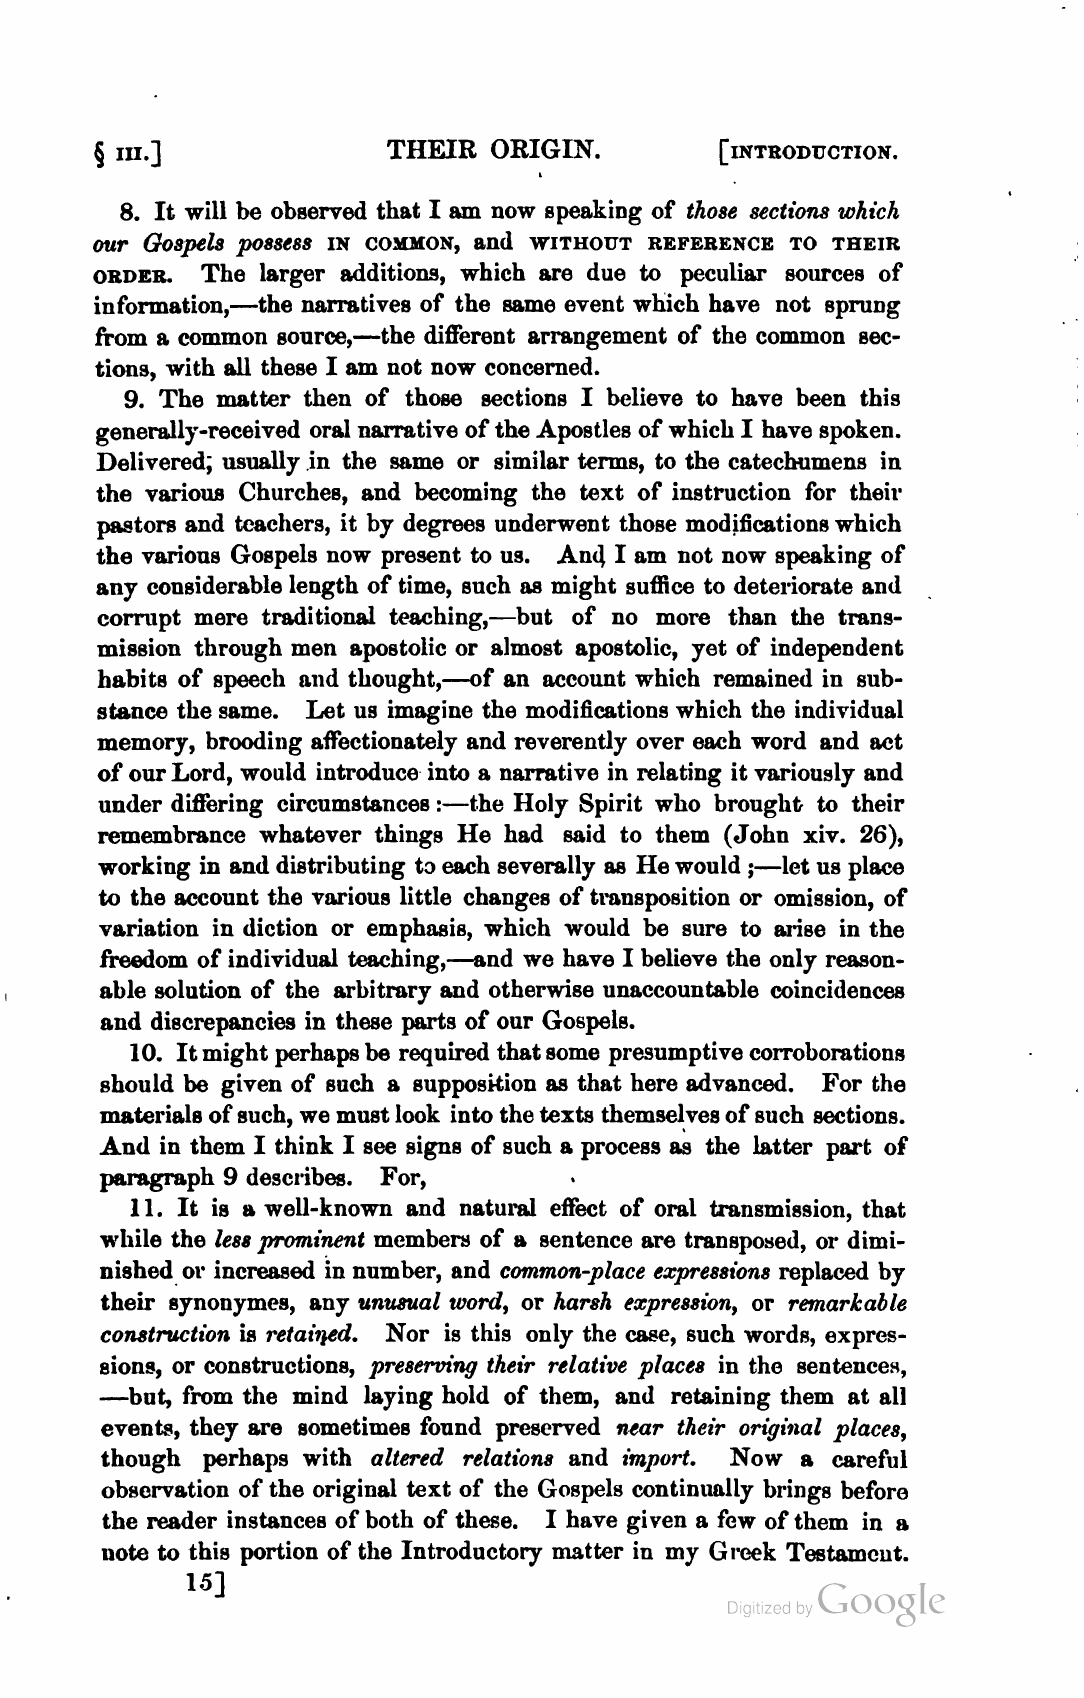 § III.] THEIR ORIGIN. [INTRODUCTION.
8. It will be observed that I am now speaking of those sections which
our Gospels possess IN COMMON, and WITHOUT REFERENCE TO THEIR
ORDER. The larger additions, which are due to peculiar sources of
information,—the narratives of the same event which have not sprung
from a common source,—the different arrangement of the common sec-
tions, with all these I am not now concerned.
9. The matter then of those sections I believe to have been this
generally-received oral narrative of the Apostles of which I have spoken.
Delivered; usually in the same or similar terms, to the catechumens in
the various Churches, and becoming the text of instruction for their
pastors and teachers, it by degrees underwent those modifications which
the various Gospels now present to us. And I am not now speaking of
any considerable length of time, such as might suffice to deteriorate and
corrupt mere traditional teaching,—but of no more than the trans-
mission through men apostolic or almost apostolic, yet of independent
habits of speech and thought,—of an account which remained in sub-
stance the same. Let us imagine the modifications which the individual
memory, brooding affectionately and reverently over each word and act
of our Lord, would introduce into a narrative in relating it variously and
under differing circumstances :—the Holy Spirit who brought to their
remembrance whatever things He had said to them (John xiv. 26),
working in and distributing to each severally as He would ;—let us place
to the account the various little changes of transposition or omission, of
variation in diction or emphasis, which would be sure to arise in the
freedom of individual teaching,—and we have I believe the only reason-
able solution of the arbitrary and otherwise unaccountable coincidences
and discrepancies in these parts of our Gospels.
10. It might perhaps be required that some presumptive corroborations
should be given of such a supposition as that here advanced. For the
materials of such, we must look into the texts themselves of such sections.
And in them I think I see signs of such a process as the latter part of
paragraph 9 describes. For,
11. It is a well-known and natural effect of oral transmission, that
while the less prominent members of a sentence are transposed, or dimi-
nished or increased in number, and common-place expressions replaced by
their synonymes, any unusual word, or harsh expression, or remarkable
construction is retained. Nor is this only the case, such words, expres-
sions, or constructions, preserving their relative places in the sentences,
—but, from the mind laying hold of them, and retaining them at all
events, they are sometimes found preserved near their original places,
though perhaps with altered relations and import. Now a careful
observation of the original text of the Gospels continually brings before
the reader instances of both of these. I have given a few of them in a
note to this portion of the Introductory matter in my Greek Testament.
15]
Digitized by Google